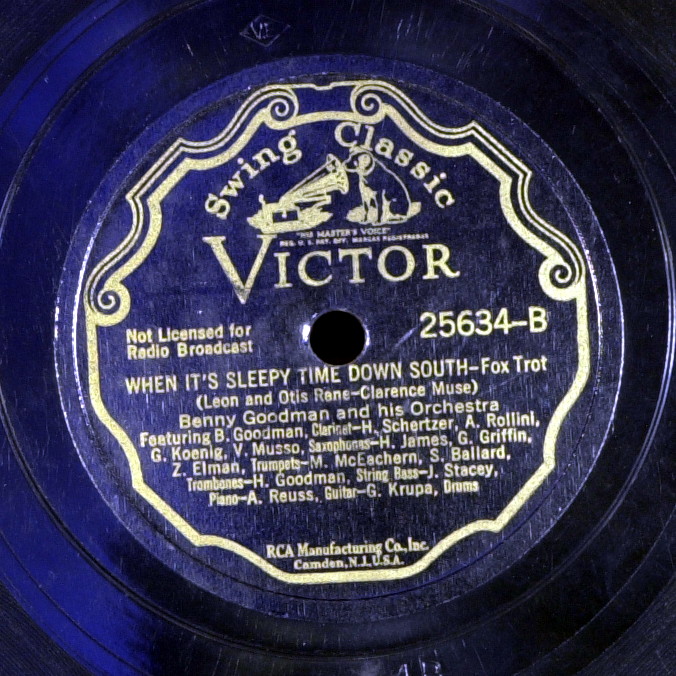 VE
Swing Classic
"HIS MASTER'S VOICE"
REG. U.S. PAT. OFF. MARCAS REGISTRADAS
VICTOR
25634-B
Not Licensed for
Radio Broadcast
WHEN IT'S SLEEPY TIME DOWN SOUTH-Fox Trot
(Leon and Otis Rene-Clarence Muse)
Benny Goodman and his Orchestra
Featuring B. Goodman, Clarinet-H. Schertzer, A. Rollini,
G. Koenig, V. Musso, Saxophones-H. James, G. Griffin,
Z. Elman, Trumpets-M. McEachern, S. Ballard,
Trombones-H. Goodman, String Bass-J. Stacey,
Piano-A. Reuss, Guitar-G. Krupa, Drums
RCA Manufacturing Co., Inc.
Camden, N.J. U.S.A.